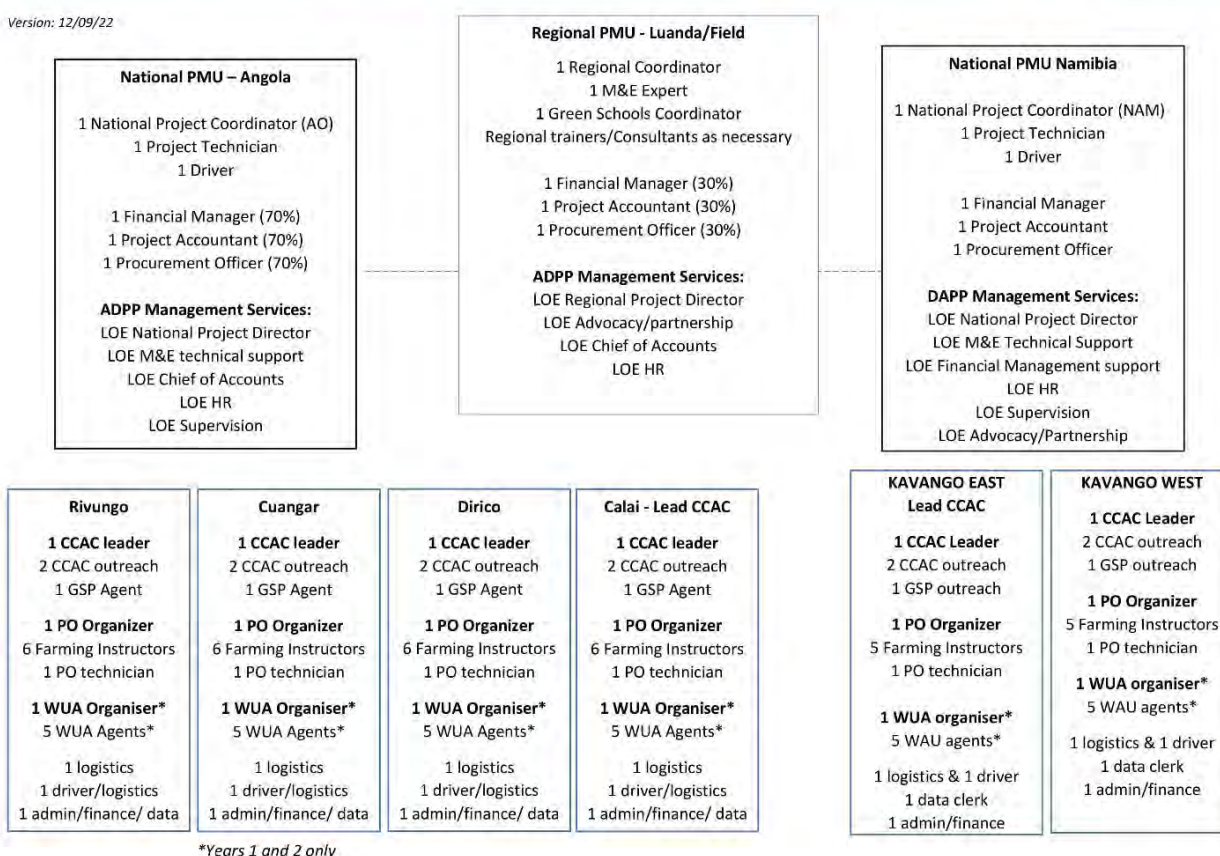 Version: 12/09/22
National PMU – Angola
1 National Project Coordinator (AO)
1 Project Technician
1 Driver
1 Financial Manager (70%)
1 Project Accountant (70%)
1 Procurement Officer (70%)
ADPP Management Services:
LOE National Project Director
LOE M&E technical support
LOE Chief of Accounts
LOE HR
LOE Supervision
Regional PMU - Luanda/Field
1 Regional Coordinator
1 M&E Expert
1 Green Schools Coordinator
Regional trainers/Consultants as necessary
1 Financial Manager (30%)
1 Project Accountant (30%)
1 Procurement Officer (30%)
ADPP Management Services:
LOE Regional Project Director
LOE Advocacy/partnership
LOE Chief of Accounts
LOE HR
National PMU Namibia
1 National Project Coordinator (NAM)
1 Project Technician
1 Driver
1 Financial Manager
1 Project Accountant
1 Procurement Officer
DAPP Management Services:
LOE National Project Director
LOE M&E Technical Support
LOE Financial Management support
LOE HR
LOE Supervision
LOE Advocacy/Partnership
Rivungo
1 CCAC leader
2 CCAC outreach
1 GSP Agent
1 PO Organizer
6 Farming Instructors
1 PO technician
1 WUA Organiser*
5 WUA Agents*
1 logistics
1 driver/logistics
1 admin/finance/ data
Cuangar
1 CCAC leader
2 CCAC outreach
1 GSP Agent
1 PO Organizer
6 Farming Instructors
1 PO technician
1 WUA Organiser*
5 WUA Agents*
1 logistics
1 driver/logistics
1 admin/finance/ data
Dirico
1 CCAC leader
2 CCAC outreach
1 GSP Agent
1 PO Organizer
6 Farming Instructors
1 PO technician
1 WUA Organiser*
5 WUA Agents*
1 logistics
1 driver/logistics
1 admin/finance/ data
Calai - Lead CCAC
1 CCAC leader
2 CCAC outreach
1 GSP Agent
1 PO Organizer
6 Farming Instructors
1 PO technician
1 WUA Organiser*
5 WUA Agents*
1 logistics
1 driver/logistics
1 admin/finance/ data
KAVANGO EAST
Lead CCAC
1 CCAC Leader
2 CCAC outreach
1 GSP outreach
1 PO Organizer
5 Farming Instructors
1 PO technician
1 WUA organiser*
5 WAU agents*
1 logistics & 1 driver
1 data clerk
1 admin/finance
KAVANGO WEST
1 CCAC Leader
2 CCAC outreach
1 GSP outreach
1 PO Organizer
5 Farming Instructors
1 PO technician
1 WUA organiser*
5 WAU agents*
1 logistics & 1 driver
1 data clerk
1 admin/finance
*Years 1 and 2 only